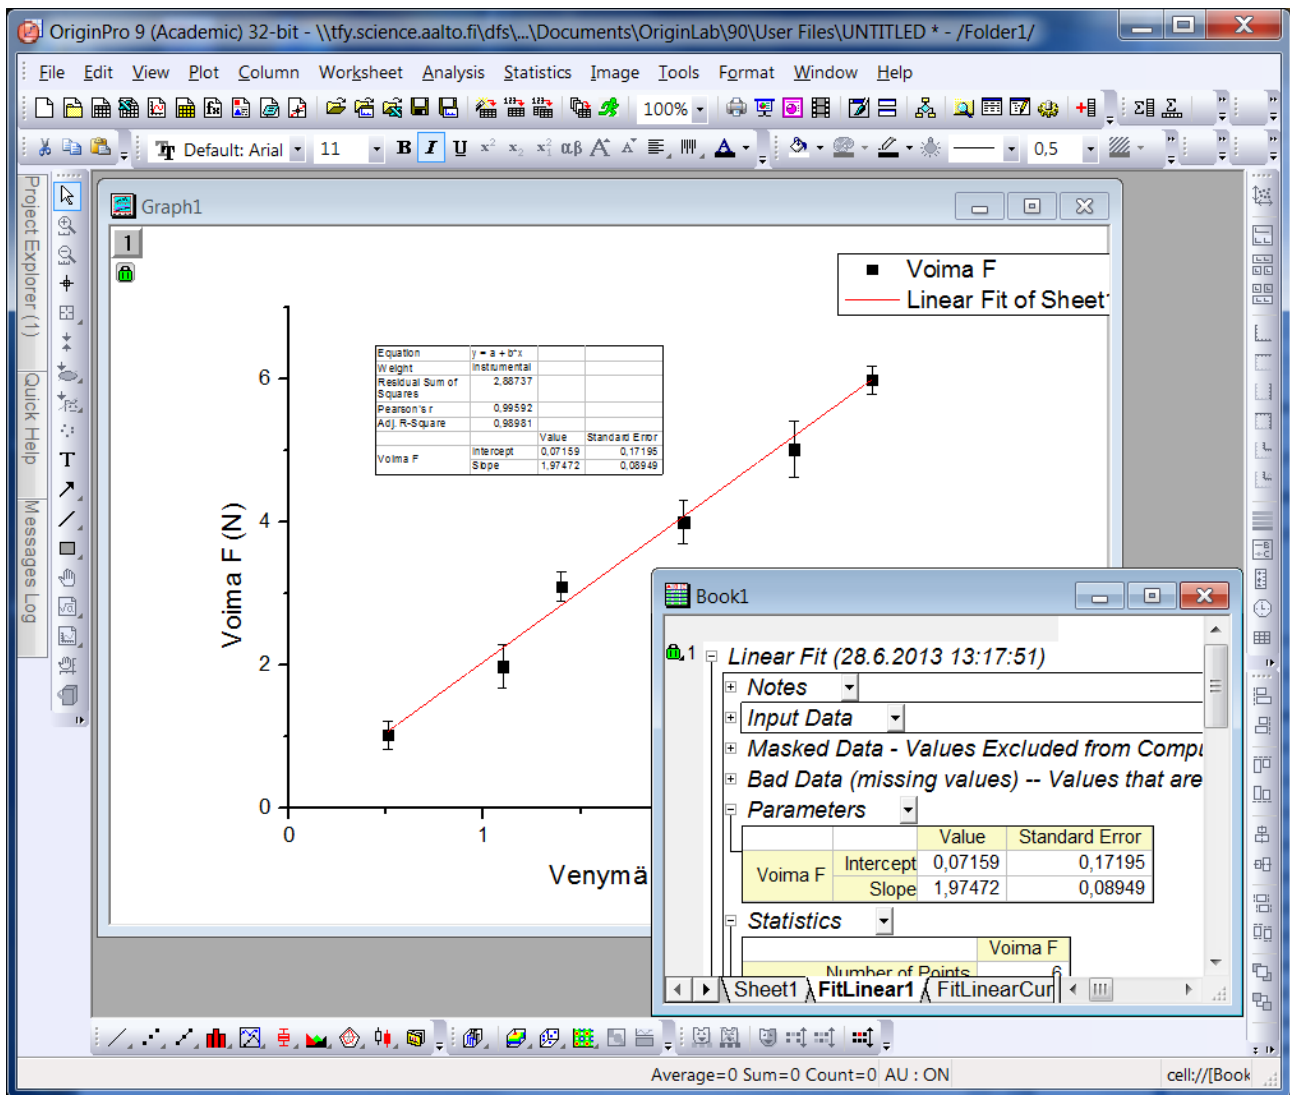 OriginPro 9 (Academic) 32-bit - \\tfy.science.aalto.fi\dfs\...\Documents\OriginLab\90\User Files\UNTITLED * - /Folder1/
File Edit View Plot Column Worksheet Analysis Statistics Image Tools Format Window Help
100%
Default: Arial 11 B I U x² x₂ αβ A A A 0,5
Project Explorer (1)
Quick Help
Messages Log
T
Graph1
1
Voima F
Linear Fit of Sheet1
Equation y = a + b*x
Weight Instrumental
Residual Sum of Squares 2,88737
Pearson's r 0,99592
Adj. R-Square 0,98981
Value Standard Error
Voima F Intercept 0,07159 0,17195
Slope 1,97472 0,08949
Voima F (N)
6
4
2
0
0 1
Venymä
Book1
1 Linear Fit (28.6.2013 13:17:51)
Notes
Input Data
Masked Data - Values Excluded from Compu
Bad Data (missing values) -- Values that are
Parameters
Value Standard Error
Voima F Intercept 0,07159 0,17195
Slope 1,97472 0,08949
Statistics
Voima F
Number of Points 6
Sheet1 FitLinear1 FitLinearCur
Average=0 Sum=0 Count=0 AU : ON cell://[Book